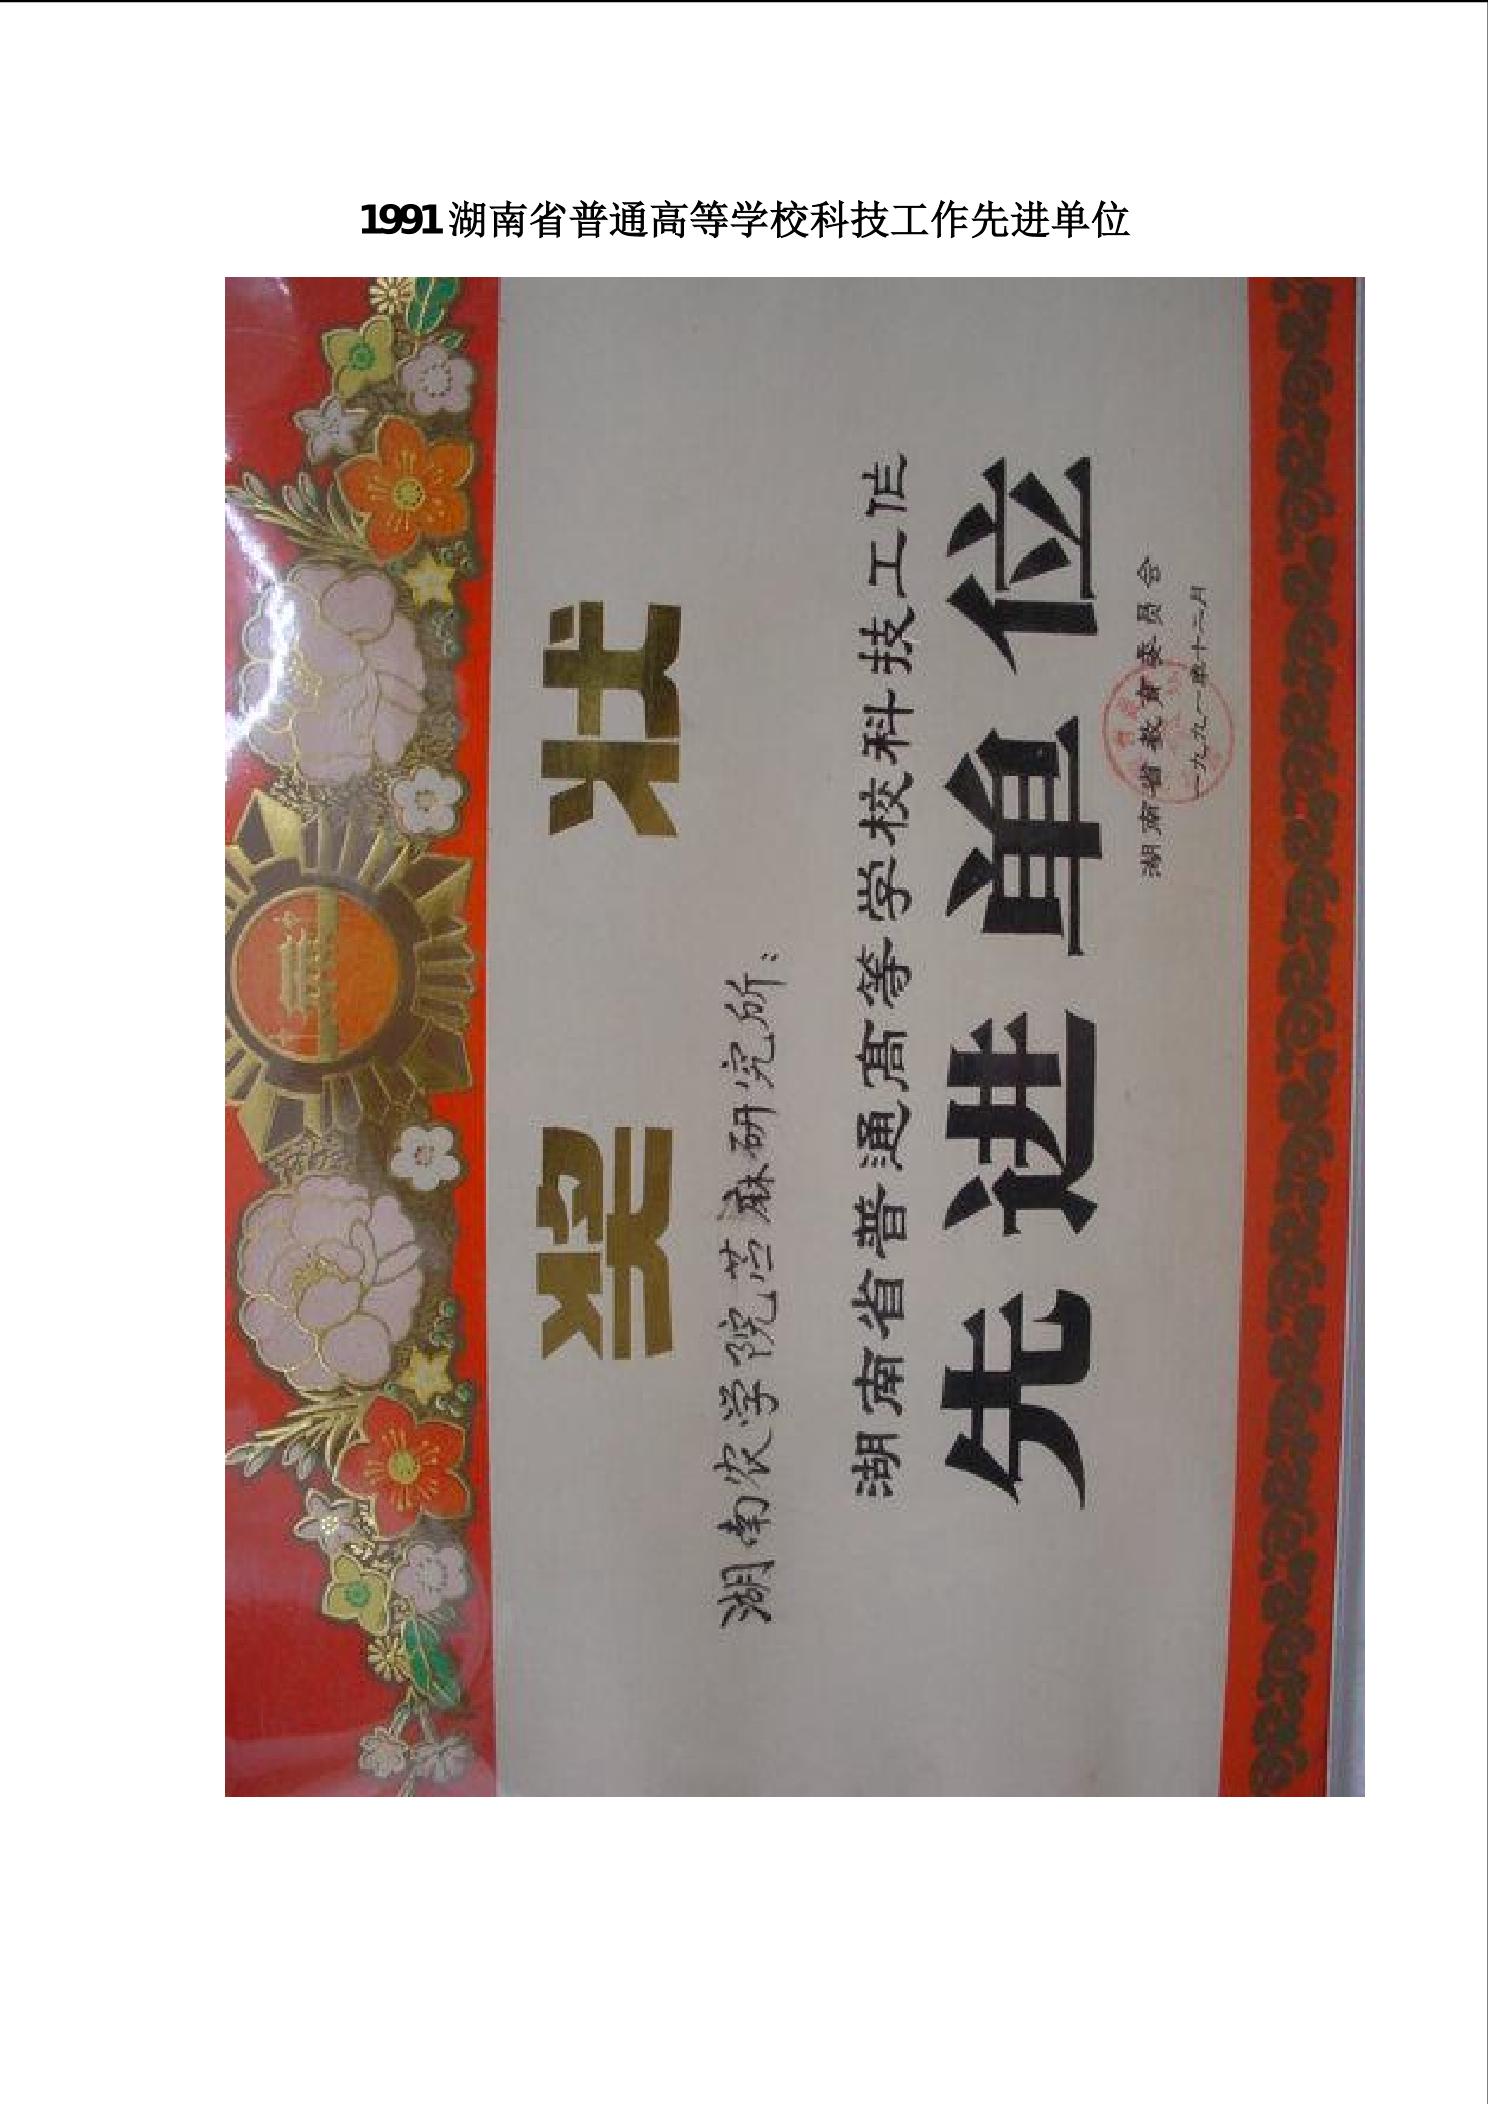 1991湖南省普通高等学校科技工作先进单位
奖状
湖南农学院苎麻研究所：
湖南省普通高等学校科技工作
先进单位
湖南省教育委员会
一九九一年十二月